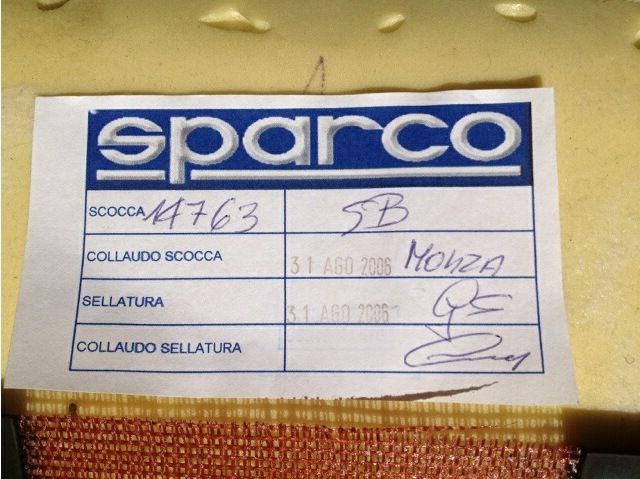 sparco
SCOCCA 14763 SB
COLLAUDO SCOCCA 31 AGO 2006 MONZA
SELLATURA 31 AGO 2006
COLLAUDO SELLATURA